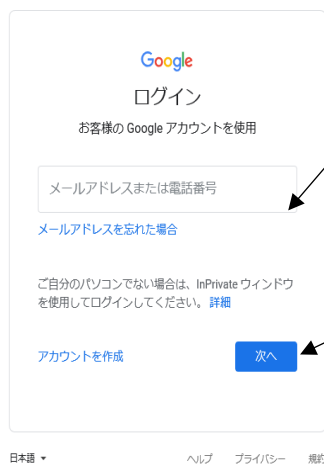 Google
ログイン
お客様の Google アカウントを使用
メールアドレスまたは電話番号
メールアドレスを忘れた場合
ご自分のパソコンでない場合は、InPrivate ウィンドウ
を使用してログインしてください。詳細
アカウントを作成 次へ
日本語 ヘルプ プライバシー 規約